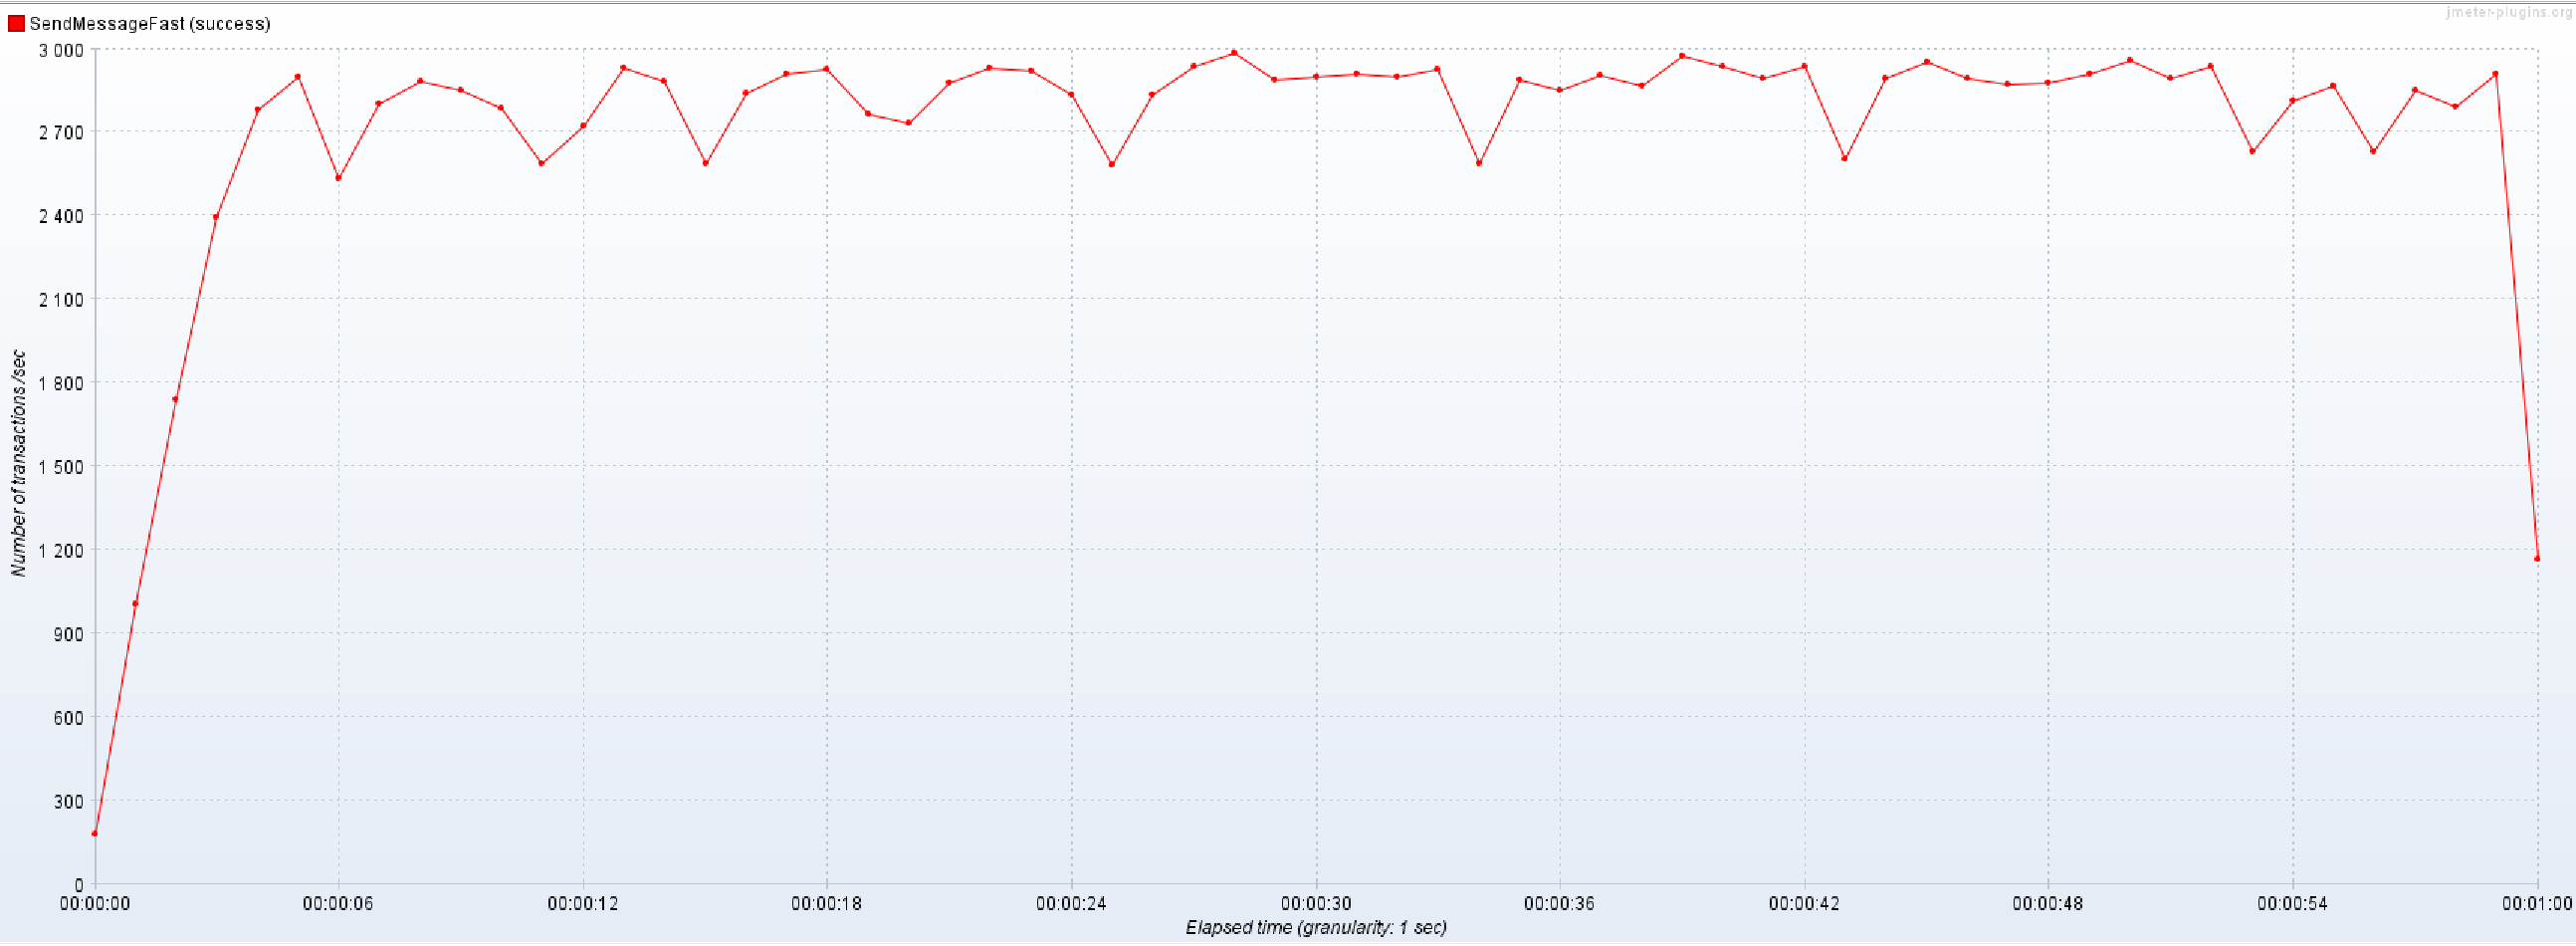 jmeter-plugins.org
SendMessageFast (success)
3 000
2 700
2 400
2 100
1 800
1 500
1 200
900
600
300
0
Number of transactions /sec
00:00:00 00:00:06 00:00:12 00:00:18 00:00:24 00:00:30 00:00:36 00:00:42 00:00:48 00:00:54 00:01:00
Elapsed time (granularity: 1 sec)